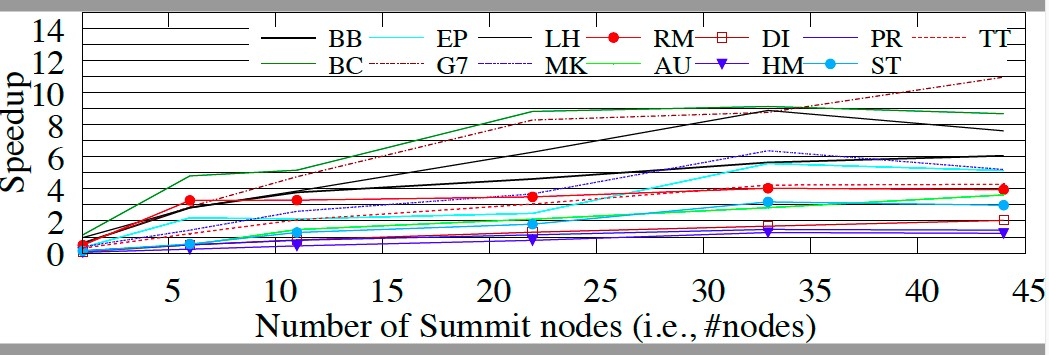 14
12
10
8
6
4
2
0
Speedup
BB EP LH RM DI PR TT
BC G7 MK AU HM ST
5 10 15 20 25 30 35 40 45
Number of Summit nodes (i.e., #nodes)